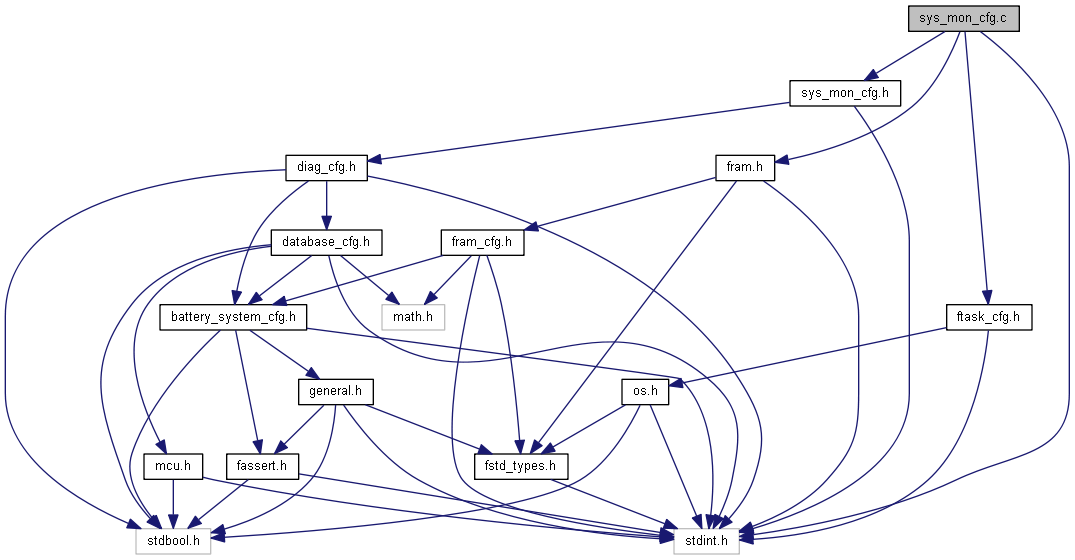 sys_mon_cfg.c
sys_mon_cfg.h
diag_cfg.h
fram.h
database_cfg.h
fram_cfg.h
battery_system_cfg.h
math.h
ftask_cfg.h
general.h
os.h
mcu.h
fassert.h
fstd_types.h
stdbool.h
stdint.h